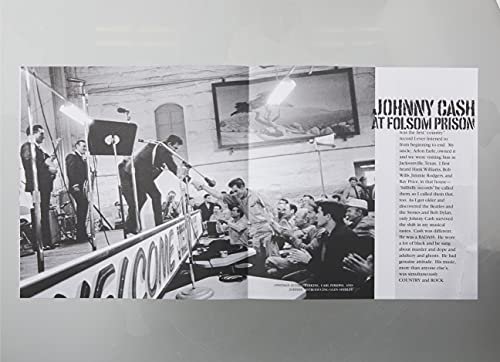 JOHNNY CASH
AT FOLSOM PRISON
was the first 'country'
record I ever listened to
from beginning to end. My
uncle, Arlon Earle, owned it
and we were visiting him in
Jacksonville, Texas. I first
heard Hank Williams, Bob
Wills, Jimmie Rodgers, and
Ray Price, in that house —
'hillbilly records' he called
them, so I called them that,
too. As I got older and
discovered the Beatles and
the Stones and Bob Dylan,
only Johnny Cash survived
the shift in my musical
tastes. Cash was different.
He was a BADASS. He wore
a lot of black and he sang
about murder and dope and
adultery and ghosts. He had
genuine attitude. His music,
more than anyone else's,
was simultaneously
COUNTRY and ROCK.
WELCOME
PERKINS, CARL PERKINS, AND